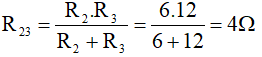 R₂₃ = R₂.R₃ / R₂ + R₃ = 6.12 / 6 + 12 = 4Ω